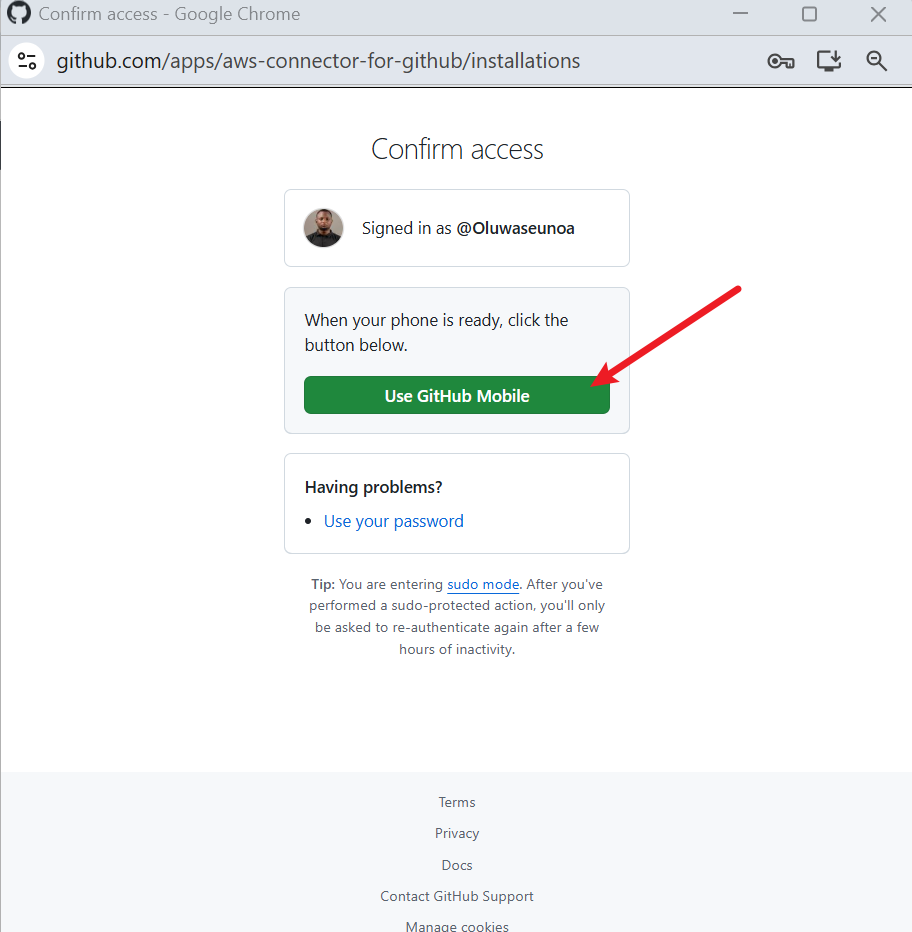 Confirm access - Google Chrome
github.com/apps/aws-connector-for-github/installations
Confirm access
Signed in as @Oluwaseunoa
When your phone is ready, click the
button below.
Use GitHub Mobile
Having problems?
• Use your password
Tip: You are entering sudo mode. After you've
performed a sudo-protected action, you'll only
be asked to re-authenticate again after a few
hours of inactivity.
Terms
Privacy
Docs
Contact GitHub Support
Manage cookies